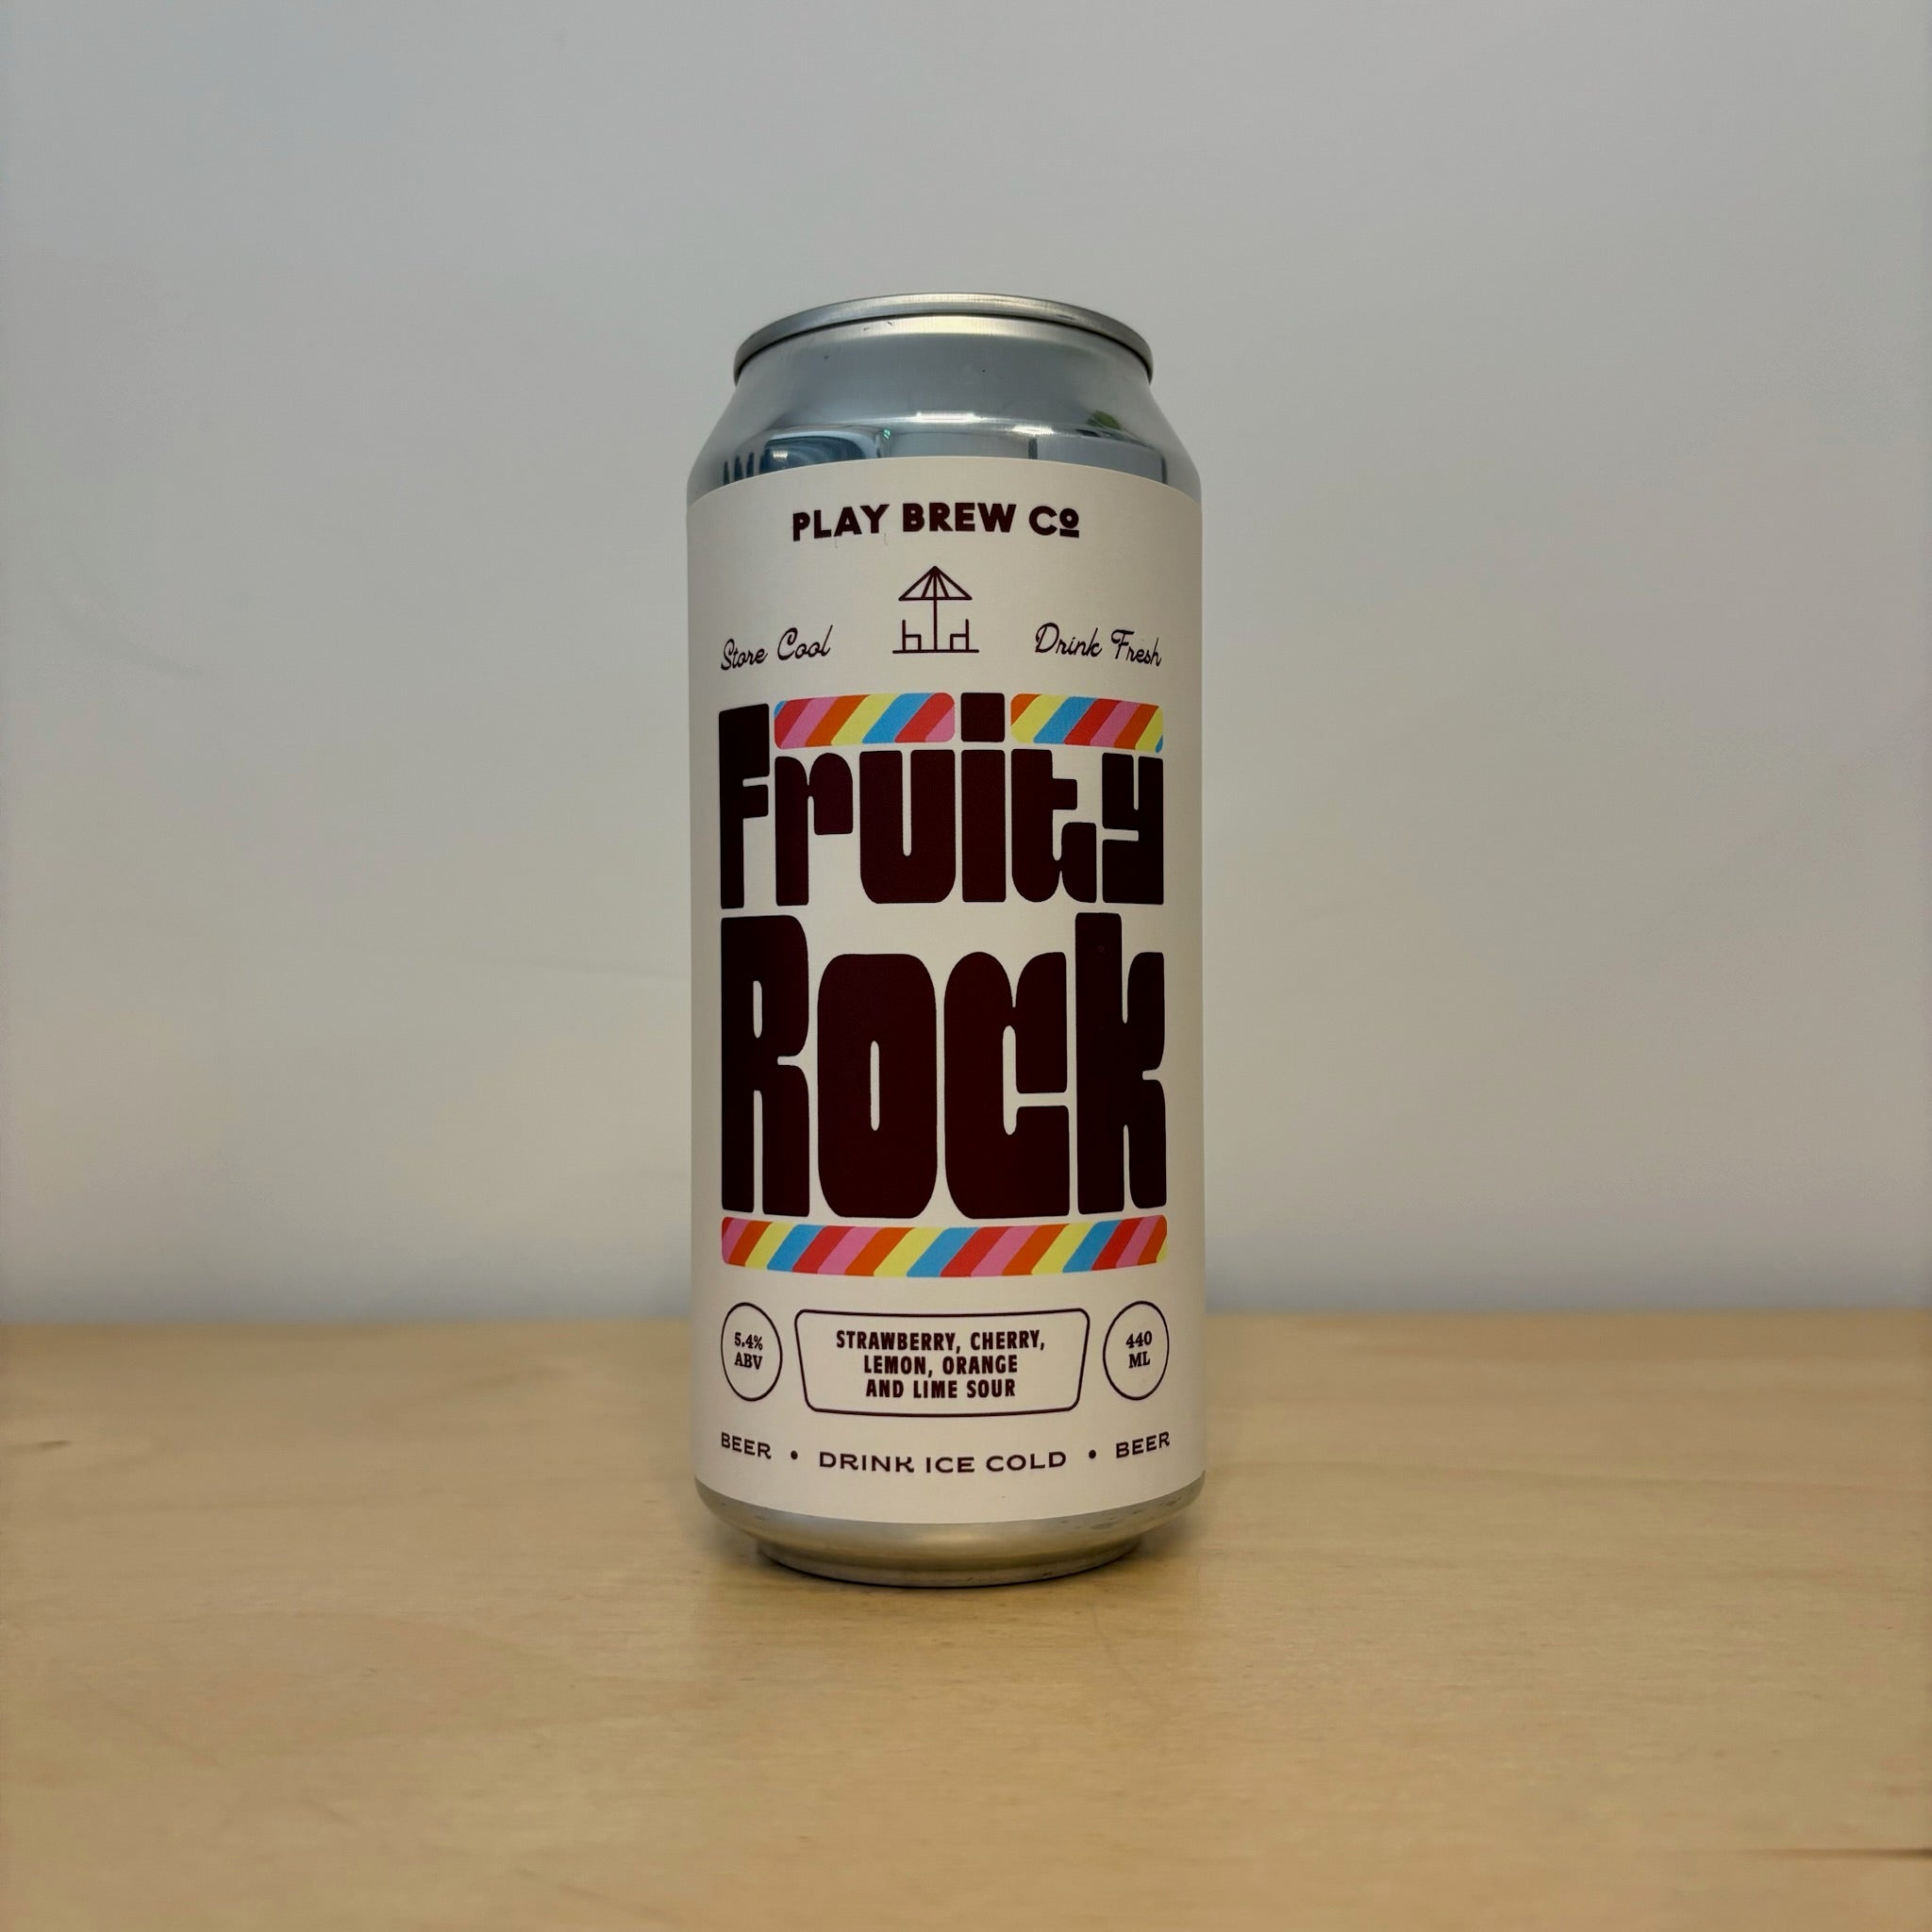 PLAY BREW Cº
Store Cool
Drink Fresh
Fruity
Rock
5.4%
ABV
STRAWBERRY, CHERRY,
LEMON, ORANGE
AND LIME SOUR
440
ML
BEER • DRINK ICE COLD • BEER